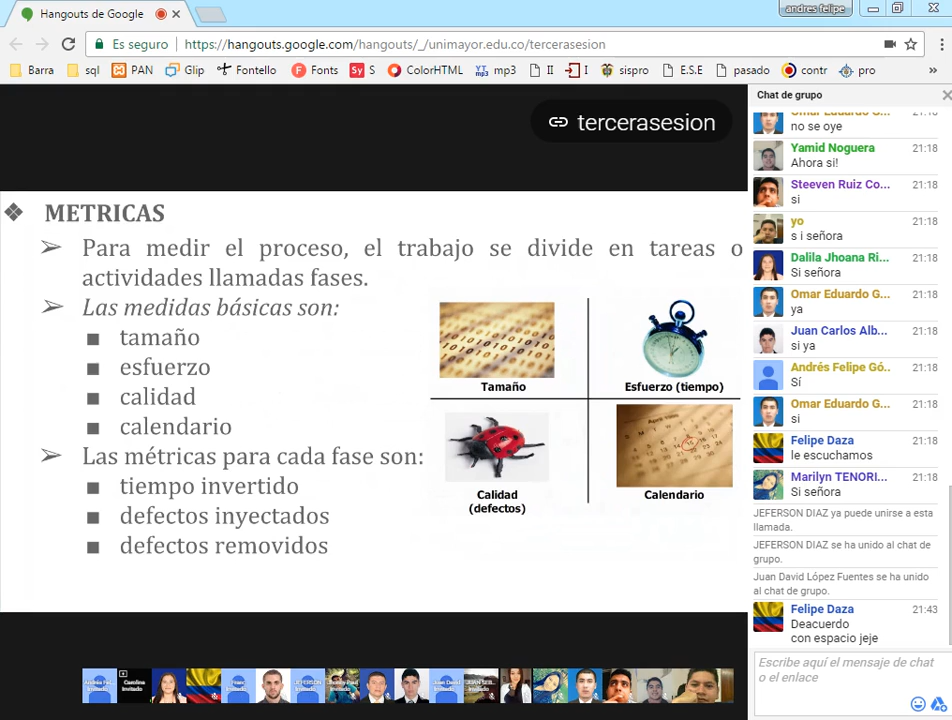 Hangouts de Google
andres felipe
Es seguro
https://hangouts.google.com/hangouts/_/unimayor.edu.co/tercerasesion
Barra
sql
PAN
Glip
Fontello
F Fonts
Sy S
ColorHTML
YT mp3 mp3
II
I
sispro
E.S.E
pasado
contr
pro
»
tercerasesion
❖ METRICAS
➢ Para medir el proceso, el trabajo se divide en tareas o
actividades llamadas fases.
➢ Las medidas básicas son:
■ tamaño
■ esfuerzo
■ calidad
■ calendario
➢ Las métricas para cada fase son:
■ tiempo invertido
■ defectos inyectados
■ defectos removidos
Tamaño
Esfuerzo (tiempo)
Calidad
(defectos)
Calendario
Chat de grupo
Omar Eduardo G...
no se oye
Yamid Noguera 21:18
Ahora si!
Steeven Ruiz Co... 21:18
si
yo 21:18
s i señora
Dalila Jhoana Ri... 21:18
Si señora
Omar Eduardo G... 21:18
ya
Juan Carlos Alb... 21:18
si ya
Andrés Felipe Gó... 21:18
Sí
Omar Eduardo G... 21:18
si
Felipe Daza 21:18
le escuchamos
Marilyn TENORI... 21:18
Si señora
JEFERSON DIAZ ya puede unirse a esta
llamada.
JEFERSON DIAZ se ha unido al chat de
grupo.
Juan David López Fuentes se ha unido
al chat de grupo.
Felipe Daza 21:43
Deacuerdo
con espacio jeje
Escribe aquí el mensaje de chat
o el enlace
Carolina
Invitado